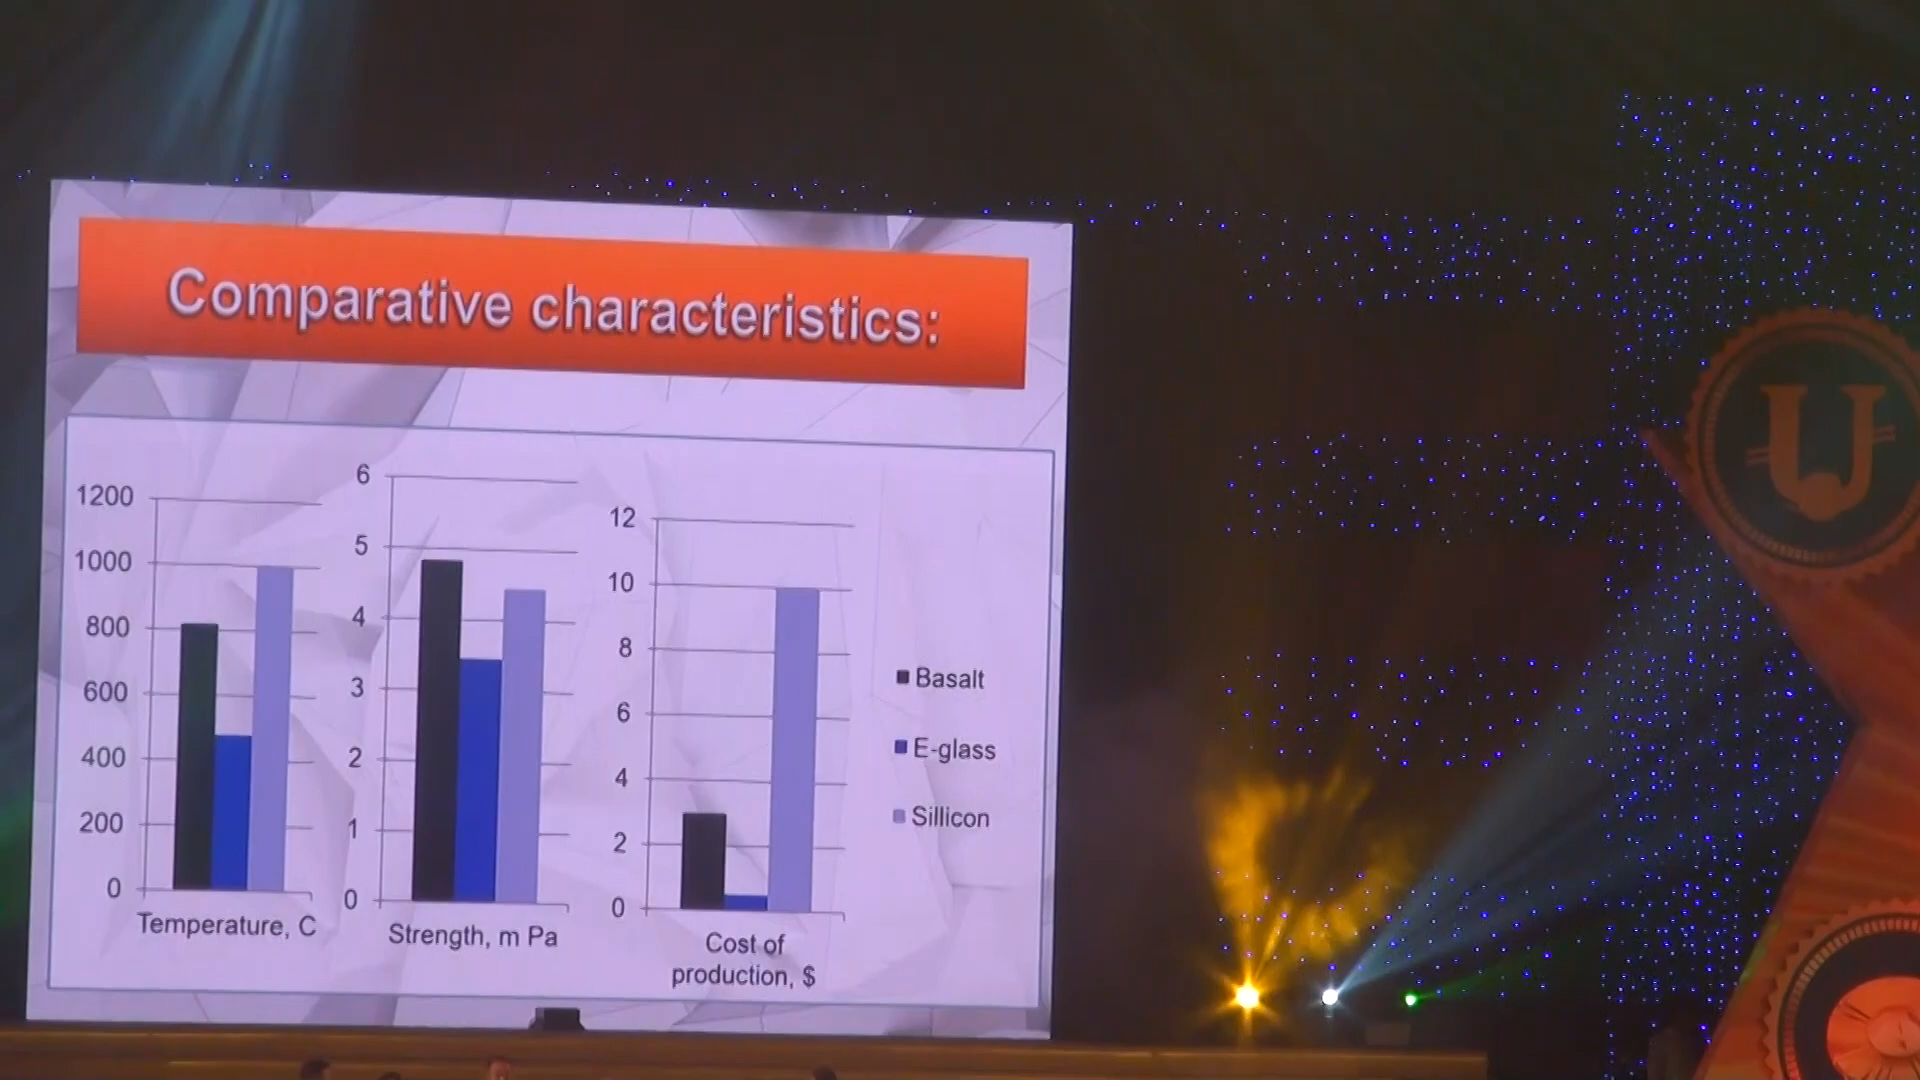 Comparative characteristics:
1200
1000
800
600
400
200
0
Temperature, C
6
5
4
3
2
1
0
Strength, m Pa
12
10
8
6
4
2
0
Cost of
production, $
Basalt
E-glass
Sillicon
U